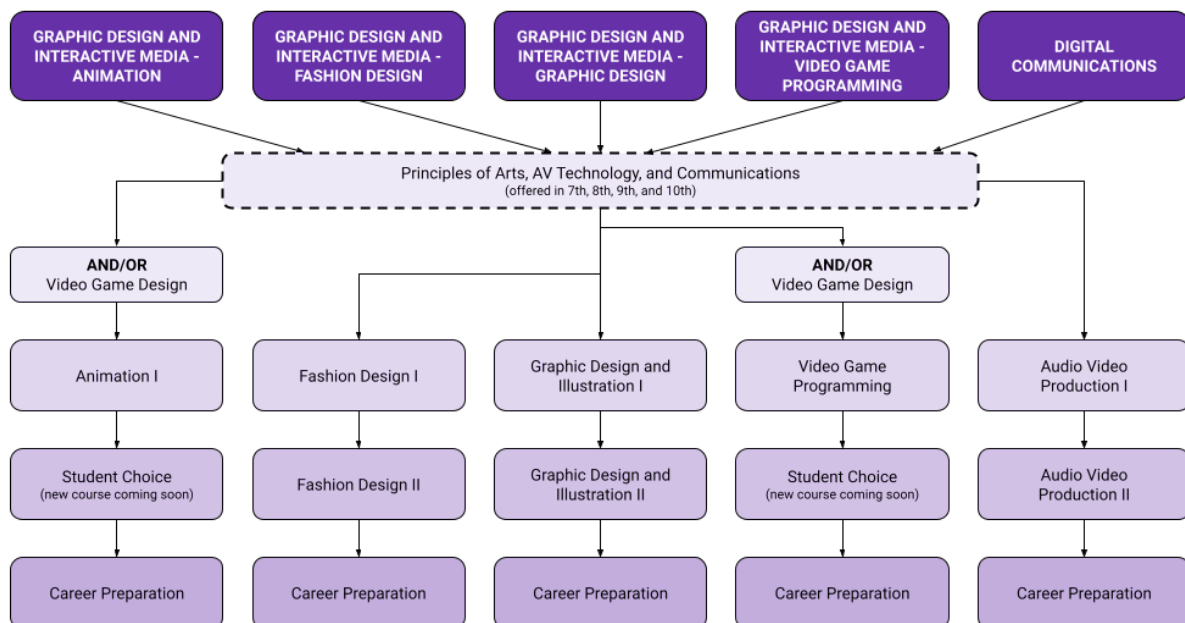 GRAPHIC DESIGN AND
INTERACTIVE MEDIA -
ANIMATION
GRAPHIC DESIGN AND
INTERACTIVE MEDIA -
FASHION DESIGN
GRAPHIC DESIGN AND
INTERACTIVE MEDIA -
GRAPHIC DESIGN
GRAPHIC DESIGN AND
INTERACTIVE MEDIA -
VIDEO GAME
PROGRAMMING
DIGITAL
COMMUNICATIONS
Principles of Arts, AV Technology, and Communications
(offered in 7th, 8th, 9th, and 10th)
AND/OR
Video Game Design
AND/OR
Video Game Design
Animation I
Fashion Design I
Graphic Design and
Illustration I
Video Game
Programming
Audio Video
Production I
Student Choice
(new course coming soon)
Fashion Design II
Graphic Design and
Illustration II
Student Choice
(new course coming soon)
Audio Video
Production II
Career Preparation
Career Preparation
Career Preparation
Career Preparation
Career Preparation